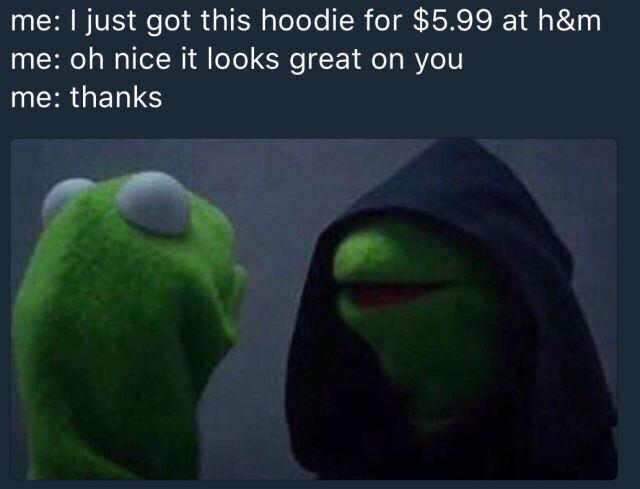 me: I just got this hoodie for $5.99 at h&m
me: oh nice it looks great on you
me: thanks